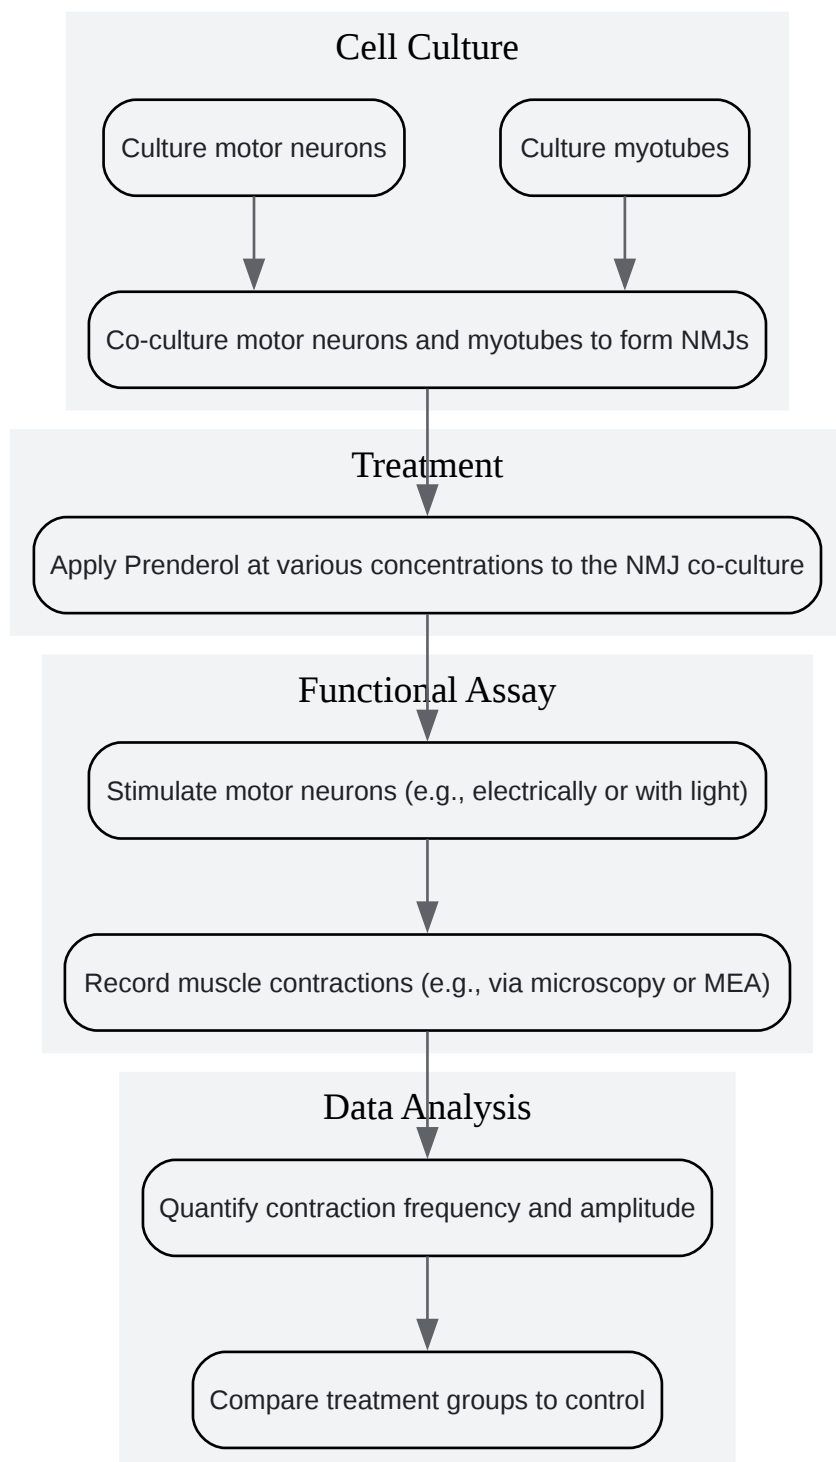 Cell Culture
Culture motor neurons
Culture myotubes
Co-culture motor neurons and myotubes to form NMJs
Treatment
Apply Prenderol at various concentrations to the NMJ co-culture
Functional Assay
Stimulate motor neurons (e.g., electrically or with light)
Record muscle contractions (e.g., via microscopy or MEA)
Data Analysis
Quantify contraction frequency and amplitude
Compare treatment groups to control